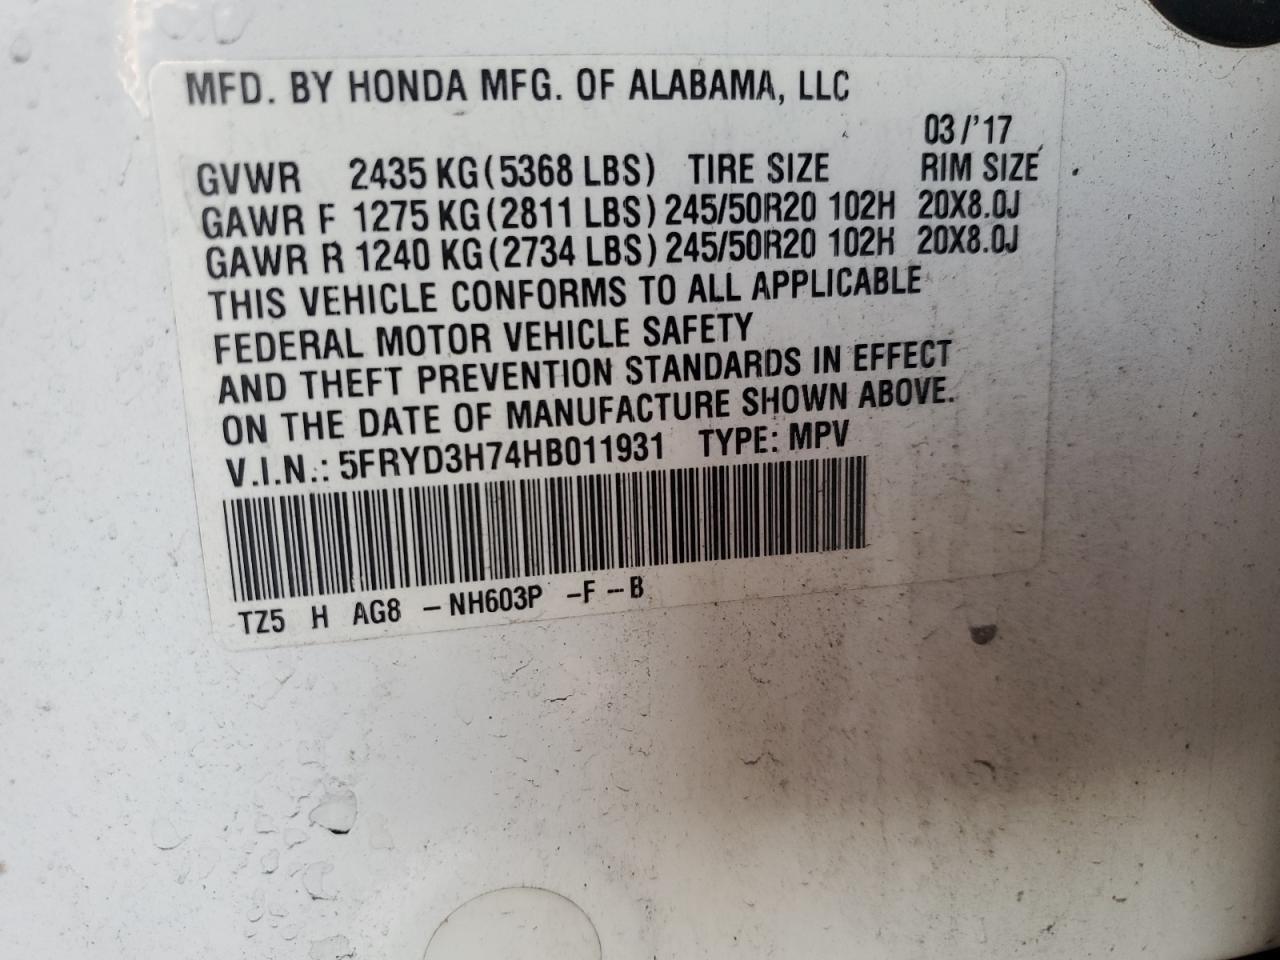 MFD. BY HONDA MFG. OF ALABAMA, LLC
03/'17
GVWR 2435 KG (5368 LBS) TIRE SIZE RIM SIZE
GAWR F 1275 KG (2811 LBS) 245/50R20 102H 20X8.0J
GAWR R 1240 KG (2734 LBS) 245/50R20 102H 20X8.0J
THIS VEHICLE CONFORMS TO ALL APPLICABLE
FEDERAL MOTOR VEHICLE SAFETY
AND THEFT PREVENTION STANDARDS IN EFFECT
ON THE DATE OF MANUFACTURE SHOWN ABOVE.
V.I.N.: 5FRYD3H74HB011931 TYPE: MPV
TZ5 H AG8 -NH603P -F--B